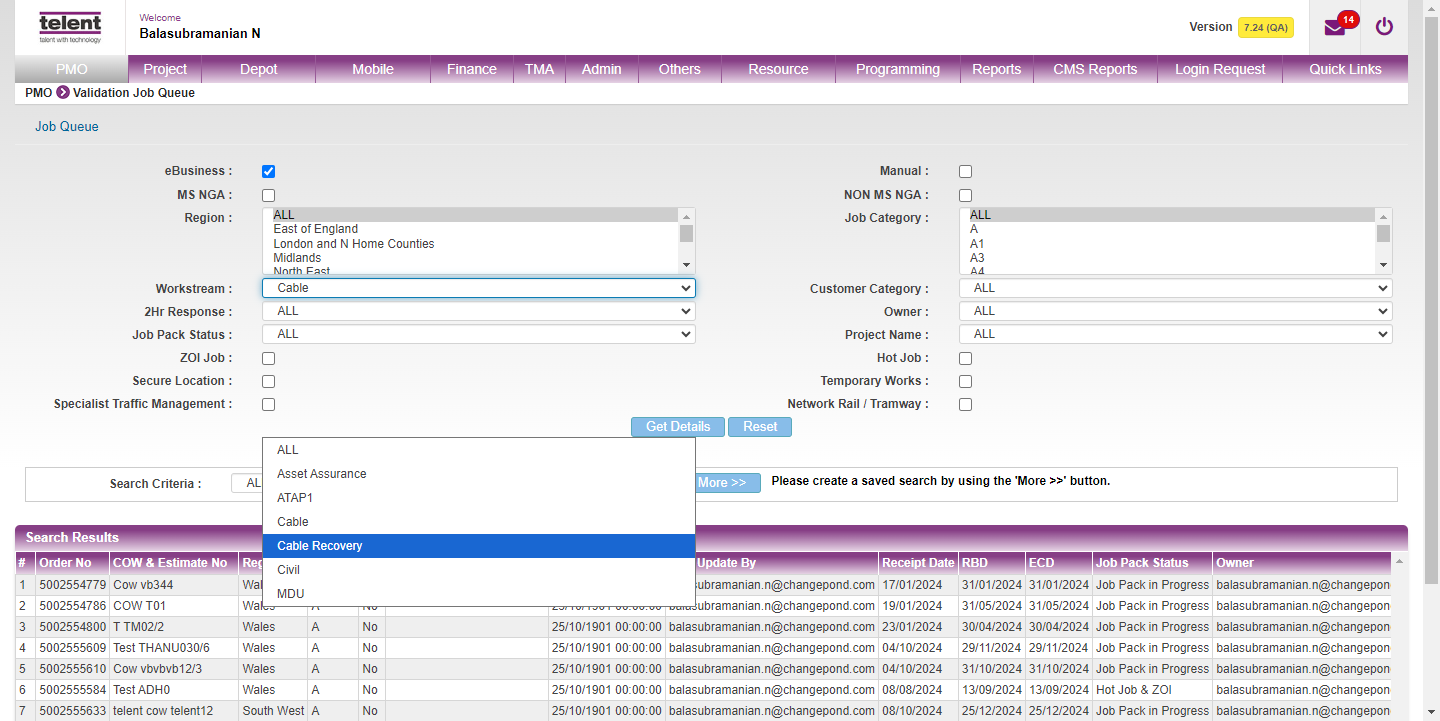 telent
talent with technology
Welcome
Balasubramanian N
Version 7.24 (QA)
14
PMO Project Depot Mobile Finance TMA Admin Others Resource Programming Reports CMS Reports Login Request Quick Links
PMO Validation Job Queue
Job Queue
eBusiness : Manual :
MS NGA : NON MS NGA :
Region : ALL Job Category : ALL
East of England A
London and N Home Counties A1
Midlands A3
North East A4
Workstream : Cable Customer Category : ALL
2Hr Response : ALL Owner : ALL
Job Pack Status : ALL Project Name : ALL
ZOI Job : Hot Job :
Secure Location : Temporary Works :
Specialist Traffic Management : Network Rail / Tramway :
Get Details Reset
ALL
Asset Assurance
ATAP1
Cable
Cable Recovery
Civil
MDU
Search Criteria : AL More >> Please create a saved search by using the 'More >>' button.
Search Results
# Order No COW & Estimate No Reg Update By Receipt Date RBD ECD Job Pack Status Owner
1 5002554779 Cow vb344 Wal subramanian.n@changepond.com 17/01/2024 31/01/2024 31/01/2024 Job Pack in Progress balasubramanian.n@changepon
2 5002554786 COW T01 Wales A No 25/10/1901 00:00:00 balasubramanian.n@changepond.com 19/01/2024 31/05/2024 31/05/2024 Job Pack in Progress balasubramanian.n@changepon
3 5002554800 T TM02/2 Wales A No 25/10/1901 00:00:00 balasubramanian.n@changepond.com 23/01/2024 30/04/2024 30/04/2024 Job Pack in Progress balasubramanian.n@changepon
4 5002555609 Test THANU030/6 Wales A No 25/10/1901 00:00:00 balasubramanian.n@changepond.com 04/10/2024 29/11/2024 29/11/2024 Job Pack in Progress balasubramanian.n@changepon
5 5002555610 Cow vbvbvb12/3 Wales A No 25/10/1901 00:00:00 balasubramanian.n@changepond.com 04/10/2024 31/10/2024 31/10/2024 Job Pack in Progress balasubramanian.n@changepon
6 5002555584 Test ADH0 Wales A No 25/10/1901 00:00:00 balasubramanian.n@changepond.com 08/08/2024 13/09/2024 13/09/2024 Hot Job & ZOI balasubramanian.n@changepon
7 5002555633 telent cow telent12 South West A No 25/10/1901 00:00:00 balasubramanian.n@changepond.com 08/10/2024 25/12/2024 25/12/2024 Job Pack in Progress balasubramanian.n@changepon